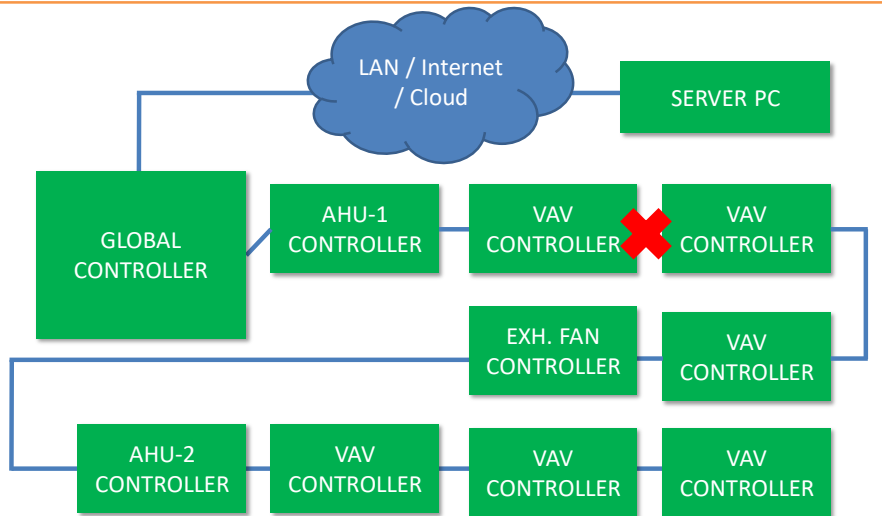 LAN / Internet
/ Cloud
SERVER PC
GLOBAL
CONTROLLER
AHU-1
CONTROLLER
VAV
CONTROLLER
VAV
CONTROLLER
EXH. FAN
CONTROLLER
VAV
CONTROLLER
AHU-2
CONTROLLER
VAV
CONTROLLER
VAV
CONTROLLER
VAV
CONTROLLER